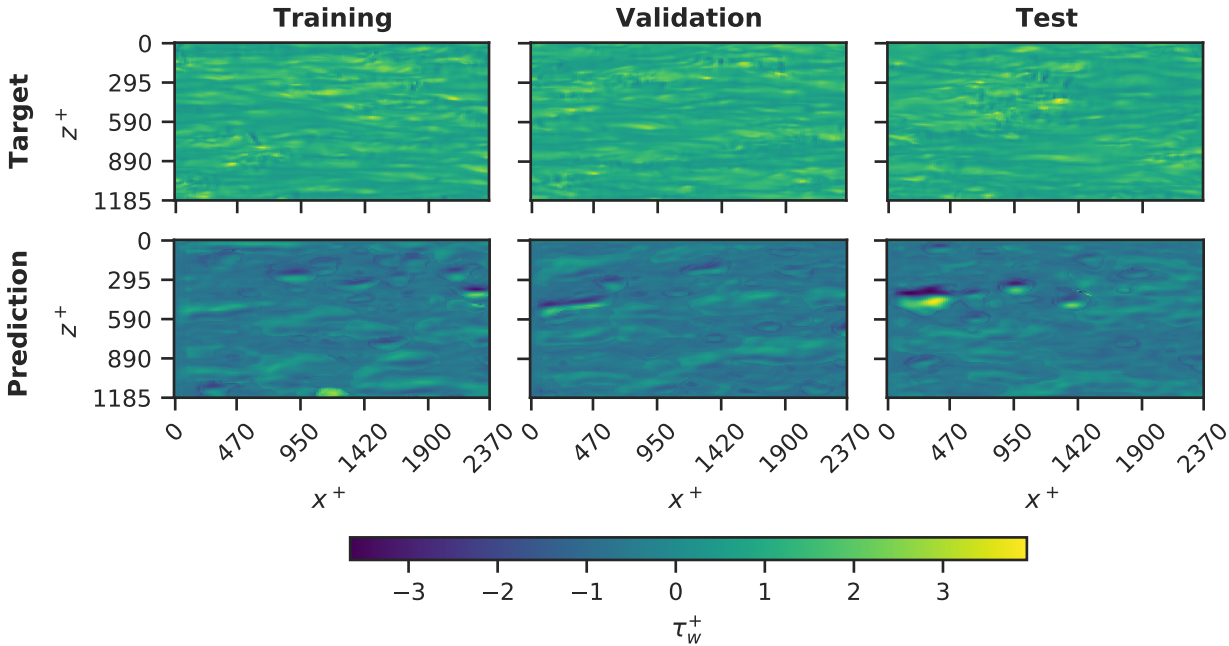 Training Validation Test
Target
z+
0
295
590
890
1185
Prediction
z+
0
295
590
890
1185
0 470 950 1420 1900 2370 0 470 950 1420 1900 2370 0 470 950 1420 1900 2370
x+ x+ x+
−3 −2 −1 0 1 2 3
τw+